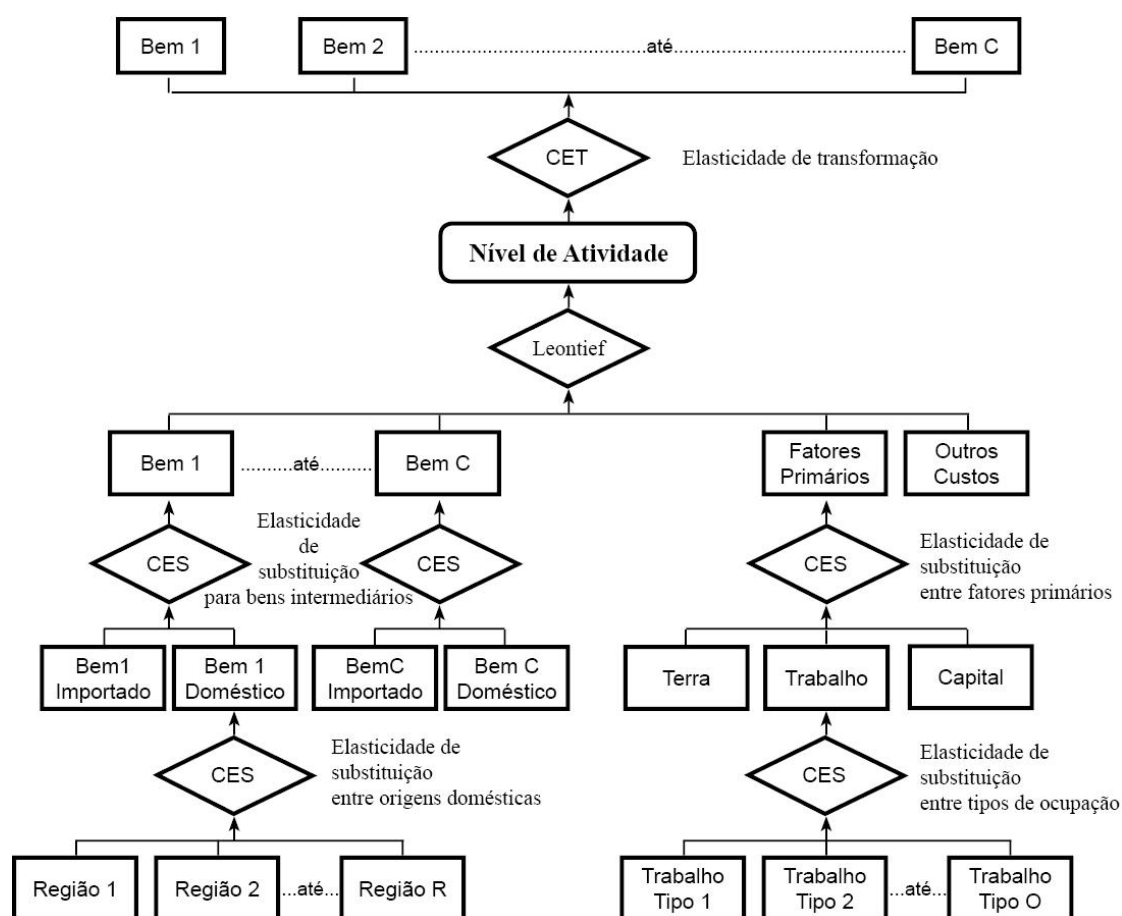 Bem 1
Bem 2
.......................................até.......................................
Bem C
CET
Elasticidade de transformação
Nível de Atividade
Leontief
Bem 1
..........até..........
Bem C
Fatores
Primários
Outros
Custos
CES
Elasticidade
de
substituição
para bens intermediários
CES
CES
Elasticidade de
substituição
entre fatores primários
Bem1
Importado
Bem 1
Doméstico
BemC
Importado
Bem C
Doméstico
Terra
Trabalho
Capital
CES
Elasticidade de
substituição
entre origens domésticas
CES
Elasticidade de
substituição
entre tipos de ocupação
Região 1
Região 2
...até...
Região R
Trabalho
Tipo 1
Trabalho
Tipo 2
...até...
Trabalho
Tipo O